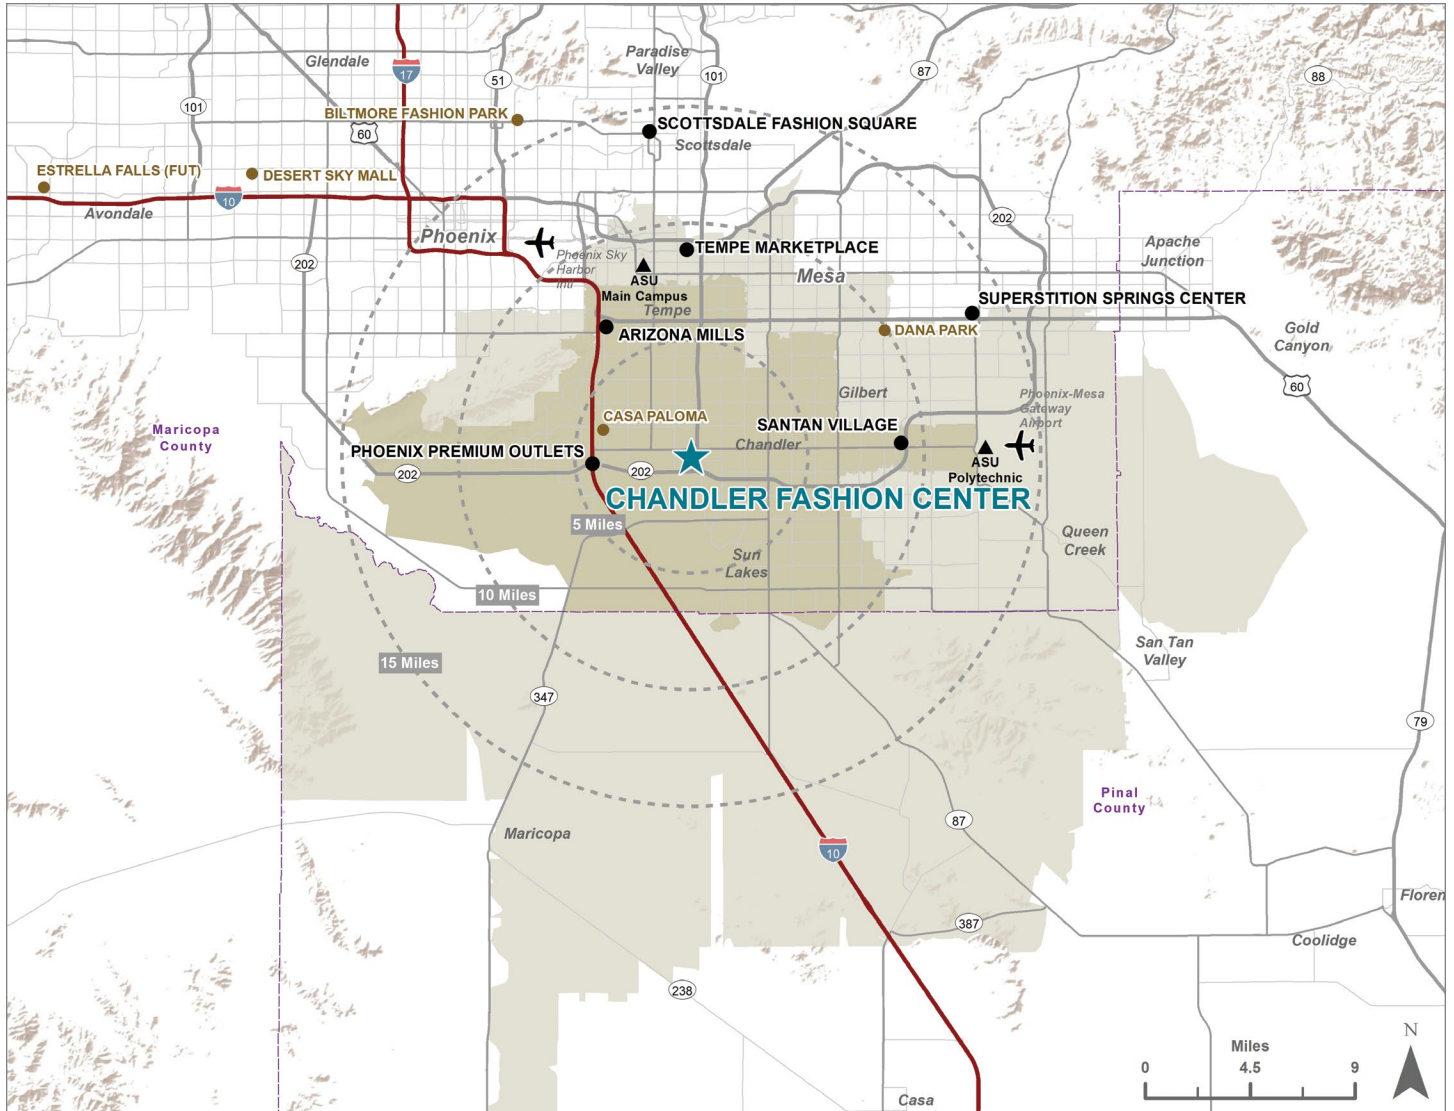 Glendale
17
51
Paradise
Valley
101
87
88
101
60
BILTMORE FASHION PARK
SCOTTSDALE FASHION SQUARE
Scottsdale
ESTRELLA FALLS (FUT)
DESERT SKY MALL
10
Avondale
Phoenix
202
Phoenix Sky
Harbor
Intl
TEMPE MARKETPLACE
ASU
Main Campus
Mesa
202
Apache
Junction
Tempe
SUPERSTITION SPRINGS CENTER
ARIZONA MILLS
DANA PARK
Gold
Canyon
60
Gilbert
Phoenix-Mesa
Gateway
Airport
CASA PALOMA
SANTAN VILLAGE
Maricopa
County
PHOENIX PREMIUM OUTLETS
Chandler
202
202
ASU
Polytechnic
CHANDLER FASHION CENTER
5 Miles
Queen
Creek
Sun
Lakes
10 Miles
15 Miles
San Tan
Valley
347
79
Pinal
County
Maricopa
87
10
387
Floren
Coolidge
238
N
Miles
0 4.5 9
Casa